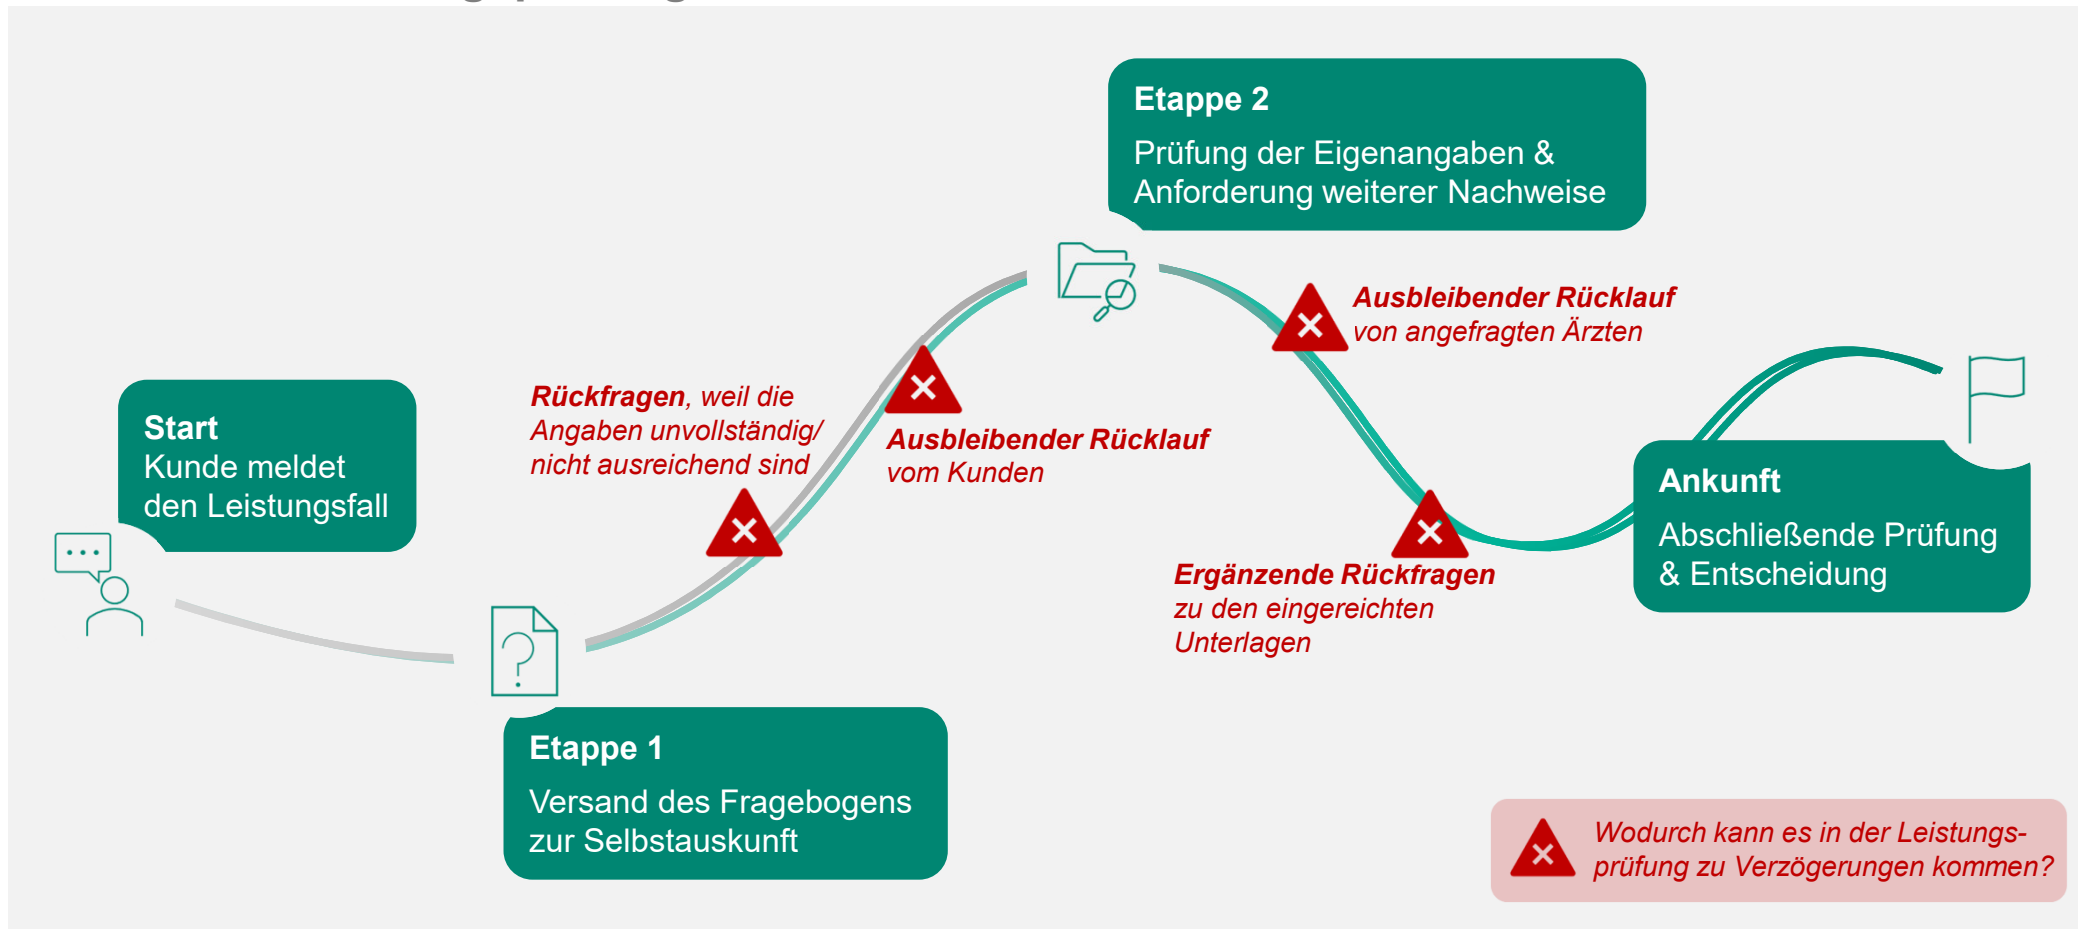 Etappe 2
Prüfung der Eigenangaben &
Anforderung weiterer Nachweise
Ausbleibender Rücklauf
von angefragten Ärzten
Start
Kunde meldet
den Leistungsfall
Rückfragen, weil die
Angaben unvollständig/
nicht ausreichend sind
Ausbleibender Rücklauf
vom Kunden
Ankunft
Abschließende Prüfung
& Entscheidung
Ergänzende Rückfragen
zu den eingereichten
Unterlagen
Etappe 1
Versand des Fragebogens
zur Selbstauskunft
Wodurch kann es in der Leistungs-
prüfung zu Verzögerungen kommen?